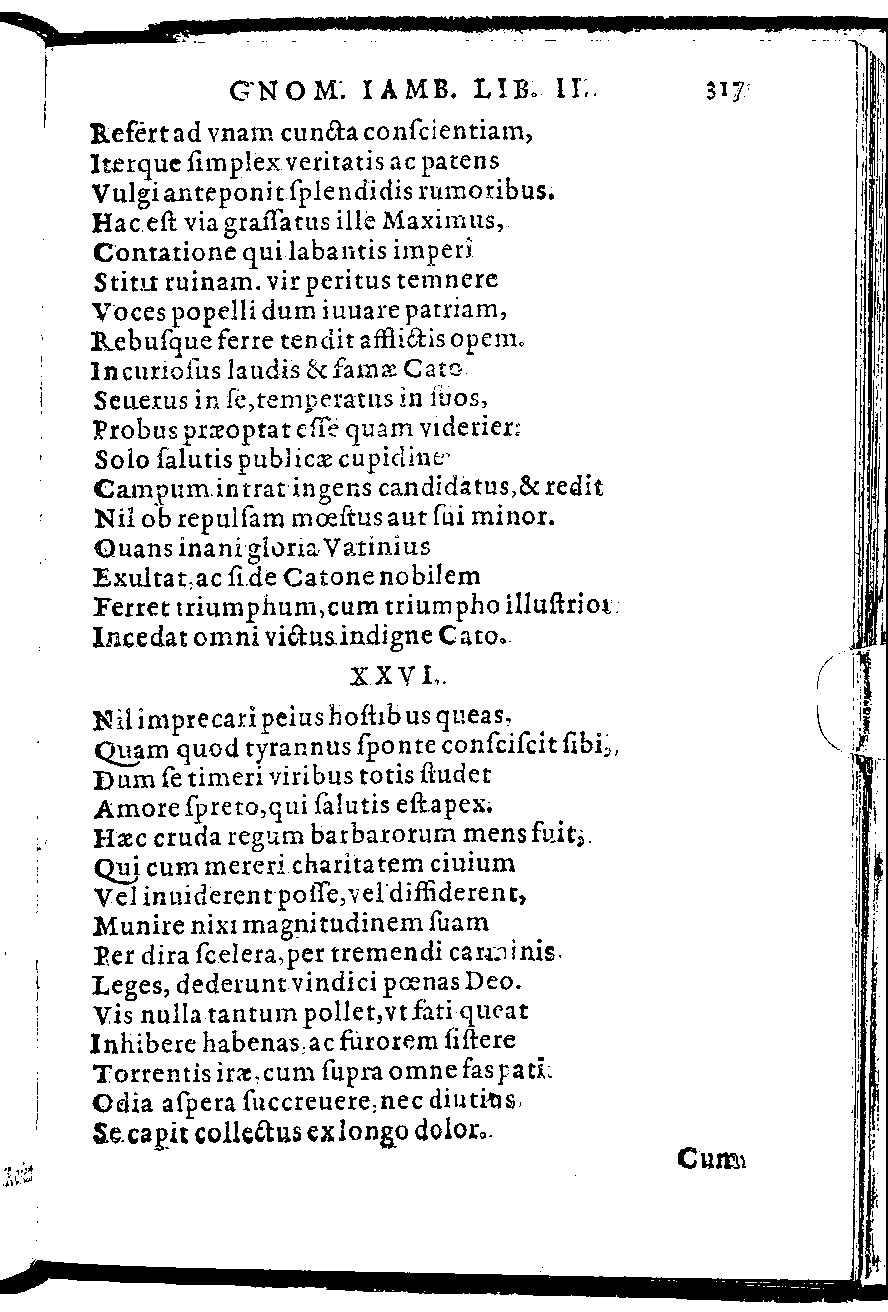 GNOM. IAMB. LIB. II. 317
Refert ad vnam cuncta conſcientiam,
Iterque ſimplex veritatis ac patens
Vulgi anteponit ſplendidis rumoribus.
Hac eſt via graſſatus ille Maximus,
Contatione qui labantis imperî
Stitit ruinam. vir peritus temnere
Voces popelli dum iuuare patriam,
Rebuſque ferre tendit afflictis opem.
Incurioſus laudis & famæ Cato
Seuerus in ſe, temperatus in ſuos,
Probus præoptat eſſe quam viderier:
Solo ſalutis publicæ cupidine
Campum intrat ingens candidatus, & redit
Nil ob repulſam mœſtus aut ſui minor.
Ouans inani gloria Vatinius
Exultat, ac ſi de Catone nobilem
Ferret triumphum, cum triumpho illuſtrior
Incedat omni victus indigne Cato.
XXVI.
Nil imprecari peius hoſtibus queas,
Quam quod tyrannus ſponte conſciſcit ſibi,
Dum ſe timeri viribus totis ſtudet
Amore ſpreto, qui ſalutis eſt apex.
Hæc cruda regum barbarorum mens fuit;
Qui cum mereri charitatem ciuium
Vel inuiderent poſſe, vel diffiderent,
Munire nixi magnitudinem ſuam
Per dira ſcelera, per tremendi carminis
Leges, dederunt vindici pœnas Deo.
Vis nulla tantum pollet, vt fati queat
Inhibere habenas, ac furorem ſiſtere
Torrentis iræ, cum ſupra omne fas pati
Odia aſpera ſuccreuere, nec diutius
Se capit collectus ex longo dolor.
Cum